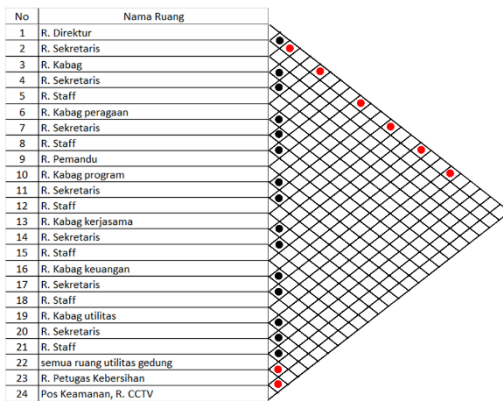 No Nama Ruang
1 R. Direktur
2 R. Sekretaris
3 R. Kabag
4 R. Sekretaris
5 R. Staff
6 R. Kabag peragaan
7 R. Sekretaris
8 R. Staff
9 R. Pemandu
10 R. Kabag program
11 R. Sekretaris
12 R. Staff
13 R. Kabag kerjasama
14 R. Sekretaris
15 R. Staff
16 R. Kabag keuangan
17 R. Sekretaris
18 R. Staff
19 R. Kabag utilitas
20 R. Sekretaris
21 R. Staff
22 semua ruang utilitas gedung
23 R. Petugas Kebersihan
24 Pos Keamanan, R. CCTV